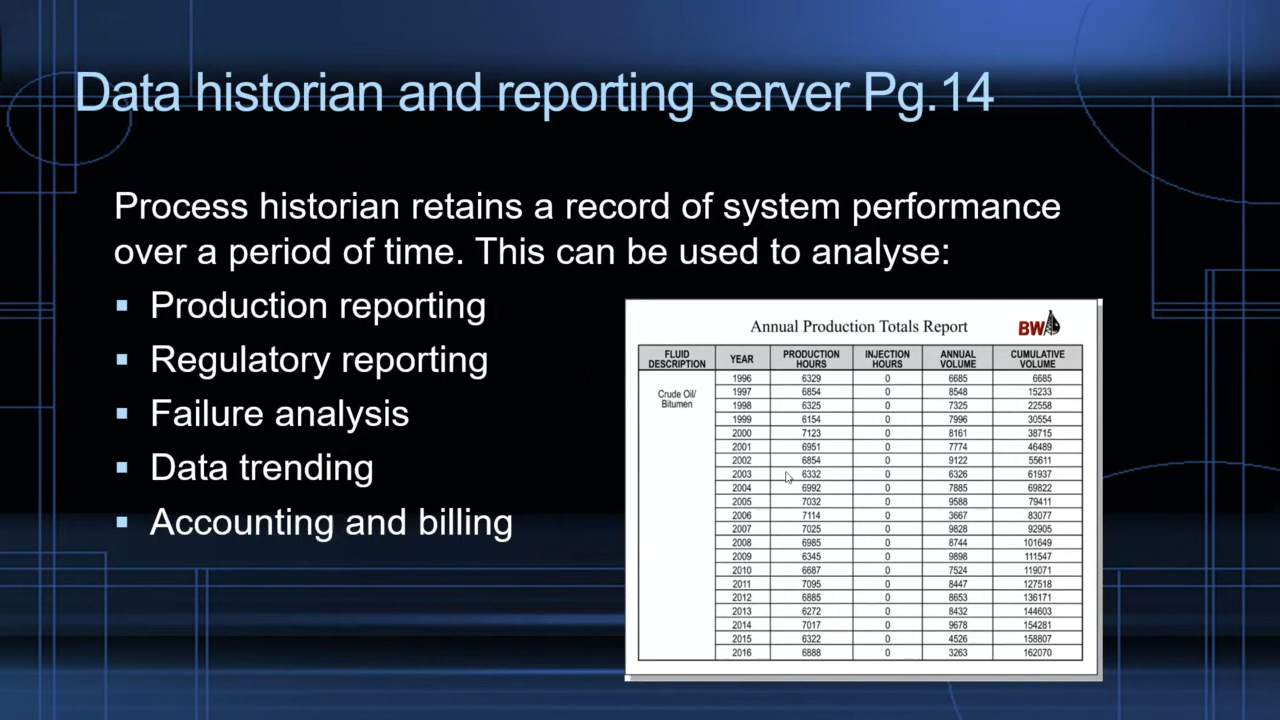 Data historian and reporting server Pg.14
Process historian retains a record of system performance
over a period of time. This can be used to analyse:
Production reporting
Regulatory reporting
Failure analysis
Data trending
Accounting and billing
Annual Production Totals Report
BW
FLUID DESCRIPTION YEAR PRODUCTION HOURS INJECTION HOURS ANNUAL VOLUME CUMULATIVE VOLUME
Crude Oil/
Bitumen
1996 6329 0 6685 6685
1997 6854 0 8548 15233
1998 6325 0 7325 22558
1999 6154 0 7996 30554
2000 7123 0 8161 38715
2001 6951 0 7774 46489
2002 6854 0 9122 55611
2003 6332 0 6326 61937
2004 6992 0 7885 69822
2005 7032 0 9588 79411
2006 7114 0 3667 83077
2007 7025 0 9828 92905
2008 6985 0 8744 101649
2009 6345 0 9898 111547
2010 6687 0 7524 119071
2011 7095 0 8447 127518
2012 6885 0 8653 136171
2013 6272 0 8432 144603
2014 7017 0 9678 154281
2015 6322 0 4526 158807
2016 6888 0 3263 162070